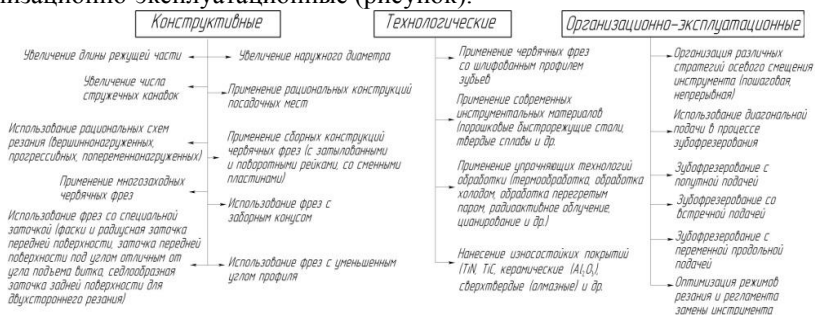 изационно-эксплуатационные (рисунок).
Конструктивные
Увеличение длины режущей части
Увеличение числа
стружечных канавок
Использование рациональных схем
резания (вершиннонагруженных,
прогрессивных, попеременнонагруженных)
Применение многозаходных
червячных фрез
Использование фрез со специальной
заточкой (фаски и радиусная заточка
передней поверхности, заточка передней
поверхности под углом отличным от
угла подъема витка, седлообразная
заточка задней поверхности для
двухстороннего резания)
Увеличение наружного диаметра
Применение рациональных конструкций
посадочных мест
Применение сборных конструкций
червячных фрез (с затылованными
и поворотными рейками, со сменными
пластинами)
Использование фрез с
заборным конусом
Использование фрез с уменьшенным
углом профиля
Технологические
Применение червячных фрез
со шлифованным профилем
зубьев
Применение современных
инструментальных материалов
(порошковые быстрорежущие стали,
твердые сплавы и др.
Применение упрочняющих технологий
обработки (термообработка, обработка
холодом, обработка перегретым
паром, радиоактивное облучение,
цианирование и др.)
Нанесение износостойких покрытий
(TiN, TiC, керамические (Al₂O₃),
сверхтвердые (алмазные) и др.
Организационно-эксплуатационные
Организация различных
стратегий осевого смещения
инструмента (пошаговая,
непрерывная)
Использование диагональной
подачи в процессе
зубофрезерования
Зубофрезерование с
попутной подачей
Зубофрезерование со
встречной подачей
Зубофрезерование с
переменной продольной
подачей
Оптимизация режимов
резания и регламента
замены инструмента